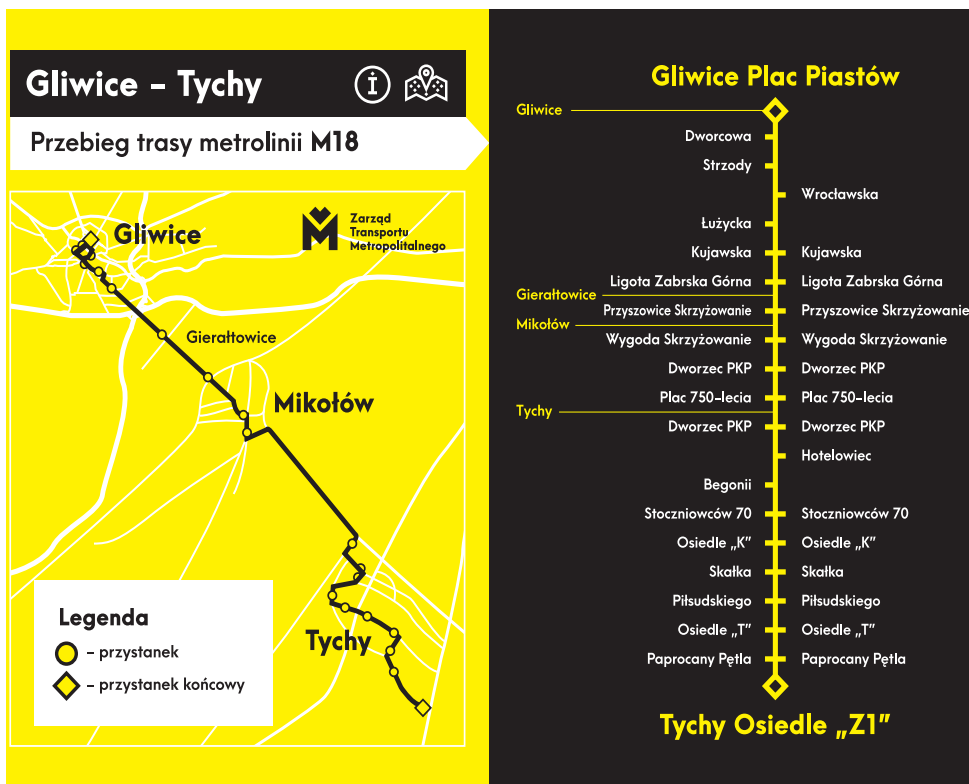 Gliwice – Tychy
Przebieg trasy metrolinii M18
Zarząd
Transportu
Metropolitalnego
Gliwice
Gierałtowice
Mikołów
Tychy
Legenda
– przystanek
– przystanek końcowy
Gliwice Plac Piastów
Gliwice
Dworcowa
Strzody
Wrocławska
Łużycka
Kujawska Kujawska
Ligota Zabrska Górna Ligota Zabrska Górna
Gierałtowice
Przyszowice Skrzyżowanie Przyszowice Skrzyżowanie
Mikołów
Wygoda Skrzyżowanie Wygoda Skrzyżowanie
Dworzec PKP Dworzec PKP
Plac 750-lecia Plac 750-lecia
Tychy
Dworzec PKP Dworzec PKP
Hotelowiec
Begonii
Stoczniowców 70 Stoczniowców 70
Osiedle „K” Osiedle „K”
Skałka Skałka
Piłsudskiego Piłsudskiego
Osiedle „T” Osiedle „T”
Paprocany Pętla Paprocany Pętla
Tychy Osiedle „Z1”